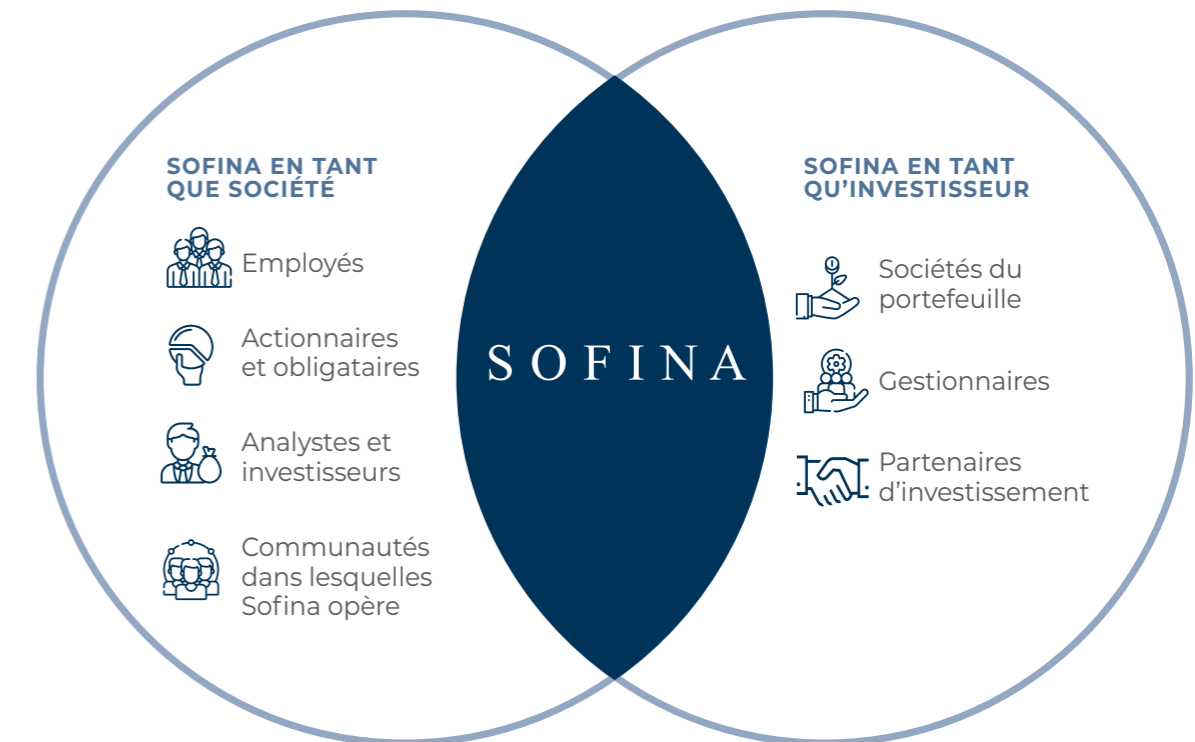 SOFINA EN TANT
QUE SOCIÉTÉ
Employés
Actionnaires
et obligataires
Analystes et
investisseurs
Communautés
dans lesquelles
Sofina opère
SOFINA
SOFINA EN TANT
QU’INVESTISSEUR
Sociétés du
portefeuille
Gestionnaires
Partenaires
d’investissement